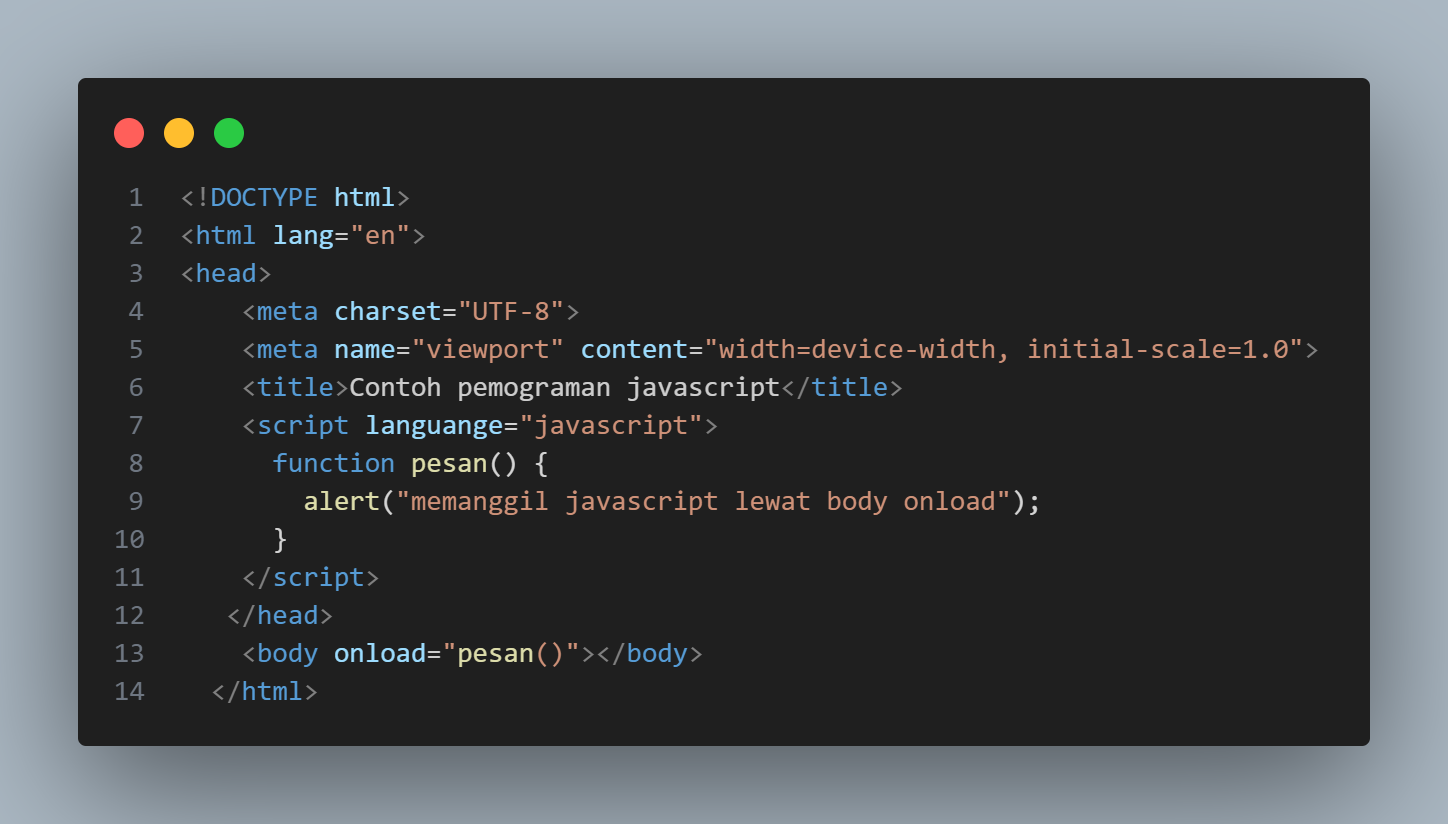 1 <!DOCTYPE html>
2 <html lang="en">
3 <head>
4     <meta charset="UTF-8">
5     <meta name="viewport" content="width=device-width, initial-scale=1.0">
6     <title>Contoh pemograman javascript</title>
7     <script languange="javascript">
8       function pesan() {
9         alert("memanggil javascript lewat body onload");
10       }
11     </script>
12    </head>
13     <body onload="pesan()"></body>
14   </html>